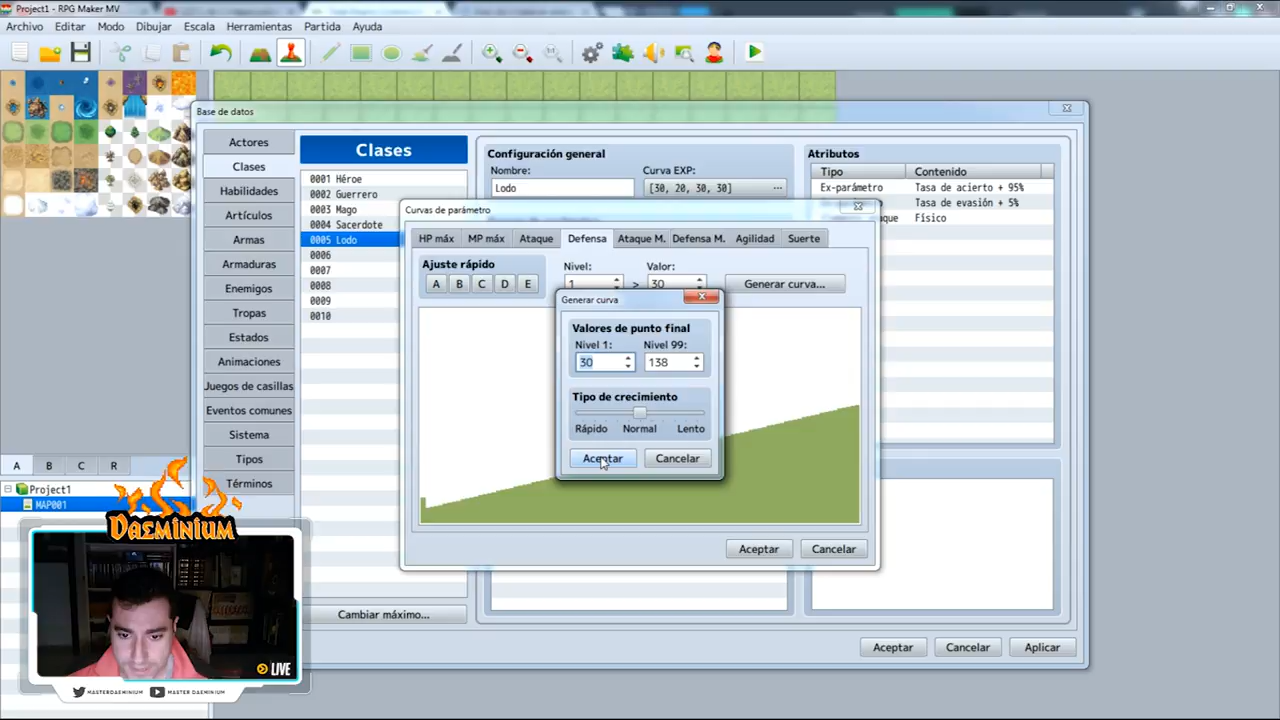 Project1 - RPG Maker MV
Archivo Editar Modo Dibujar Escala Herramientas Partida Ayuda
Base de datos
Actores
Clases
Habilidades
Artículos
Armas
Armaduras
Enemigos
Tropas
Estados
Animaciones
Juegos de casillas
Eventos comunes
Sistema
Tipos
Términos
Clases
0001 Héroe
0002 Guerrero
0003 Mago
0004 Sacerdote
0005 Lodo
0006
0007
0008
0009
0010
Cambiar máximo...
Configuración general
Nombre:
Lodo
Curva EXP:
[30, 20, 30, 30] ...
Atributos
Tipo Contenido
Ex-parámetro Tasa de acierto + 95%
Tasa de evasión + 5%
Físico
Curvas de parámetro
HP máx MP máx Ataque Defensa Ataque M. Defensa M. Agilidad Suerte
Ajuste rápido
A B C D E
Nivel: Valor:
1 > 30
Generar curva...
Generar curva
Valores de punto final
Nivel 1: Nivel 99:
30 138
Tipo de crecimiento
Rápido Normal Lento
Aceptar Cancelar
Aceptar Cancelar
Aceptar Cancelar Aplicar
A B C R
Project1
MAP001
DAEMINIUM
LIVE
MASTERDAEMINIUM MASTER DAEMINIUM